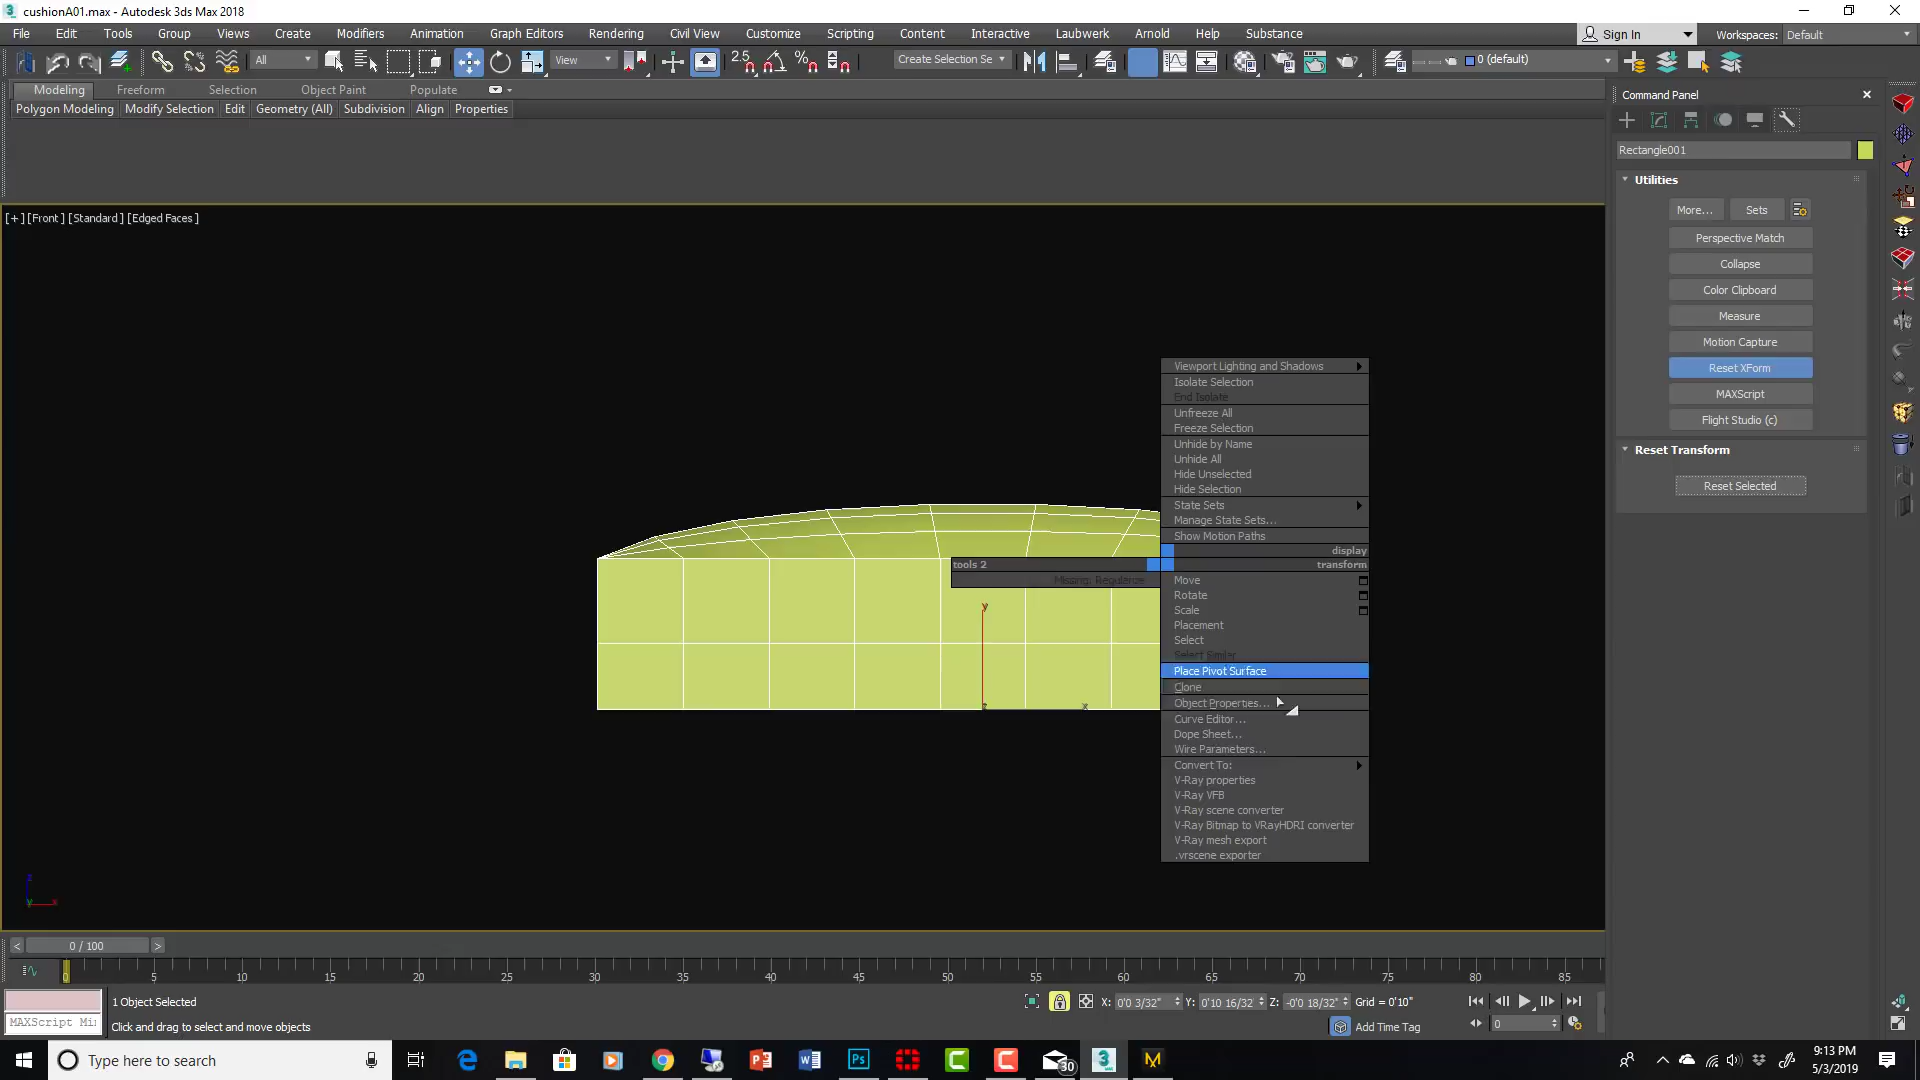 cushionA01.max - Autodesk 3ds Max 2018
File Edit Tools Group Views Create Modifiers Animation Graph Editors Rendering Civil View Customize Scripting Content Interactive Laubwerk Arnold Help Substance
Sign In Workspaces: Default
All View 2.5 Create Selection Se 0 (default)
Modeling Freeform Selection Object Paint Populate
Polygon Modeling Modify Selection Edit Geometry (All) Subdivision Align Properties
Command Panel
Rectangle001
Utilities
More... Sets
Perspective Match
Collapse
Color Clipboard
Measure
Motion Capture
Reset XForm
MAXScript
Flight Studio (c)
Reset Transform
Reset Selected
[+] [Front] [Standard] [Edged Faces]
Viewport Lighting and Shadows
Isolate Selection
End Isolate
Unfreeze All
Freeze Selection
Unhide by Name
Unhide All
Hide Unselected
Hide Selection
State Sets
Manage State Sets...
Show Motion Paths
display
tools 2 transform
Missing: Regularize
Move
Rotate
Scale
Placement
Select
Select Similar
Place Pivot Surface
Clone
Object Properties...
Curve Editor...
Dope Sheet...
Wire Parameters...
Convert To:
V-Ray properties
V-Ray VFB
V-Ray scene converter
V-Ray Bitmap to VRayHDRI converter
V-Ray mesh export
.vrscene exporter
y
z x
z
y x
< 0 / 100 >
0 5 10 15 20 25 30 35 40 45 50 55 60 65 70 75 80 85
1 Object Selected
X: 0'0 3/32" Y: 0'10 16/32" Z: -0'0 18/32" Grid = 0'10"
MAXScript Mi
Click and drag to select and move objects
Add Time Tag
0
Type here to search
30
9:13 PM
5/3/2019